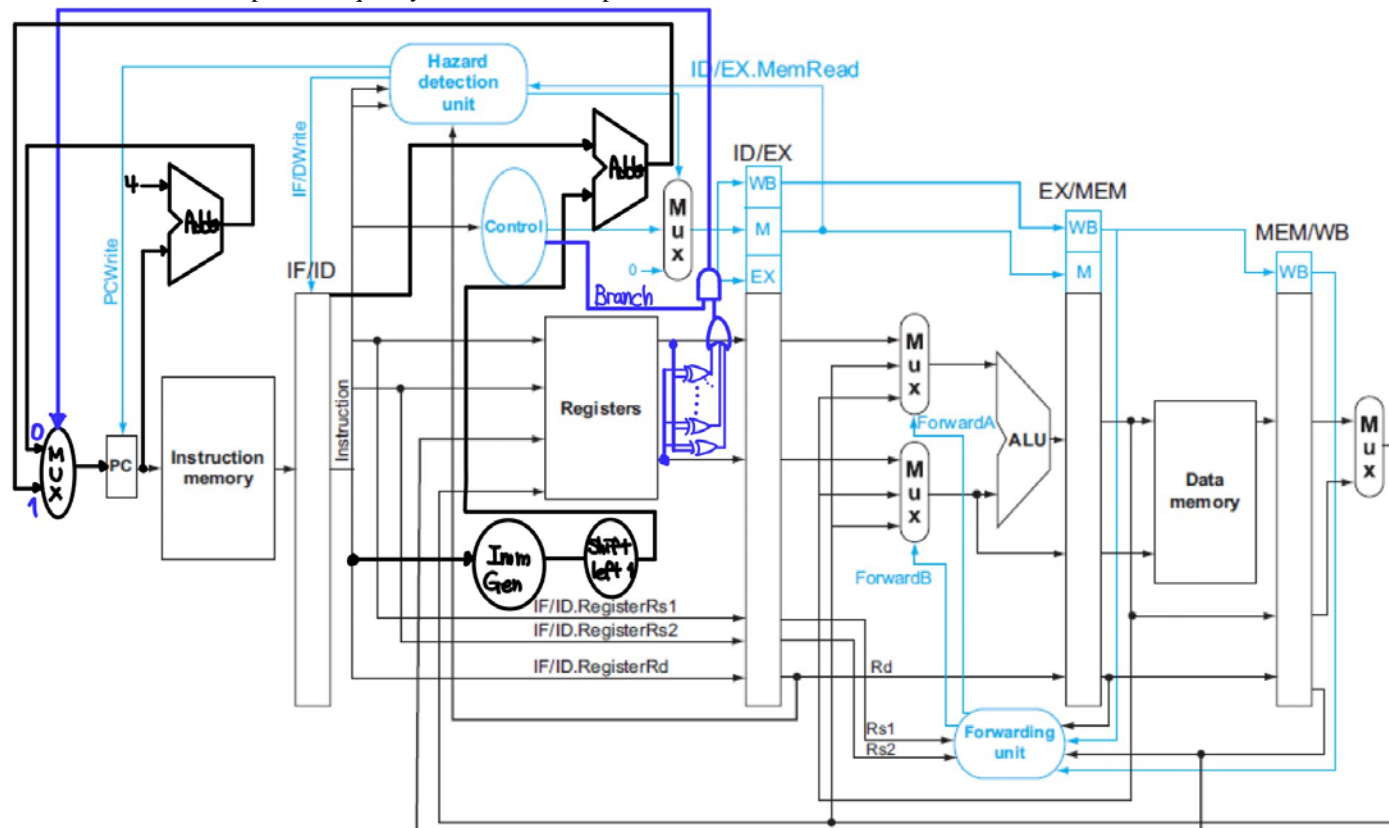 Hazard
detection
unit
ID/EX.MemRead
PCWrite
IF/DWrite
4
Add
Add
Control
0
M
u
x
ID/EX
WB
M
EX
EX/MEM
WB
M
MEM/WB
WB
IF/ID
Branch
0
M
U
X
1
PC
Instruction
memory
Instruction
Registers
M
u
x
ForwardA
ALU
M
u
x
ForwardB
Data
memory
M
u
x
Imm
Gen
Shift
left 1
IF/ID.RegisterRs1
IF/ID.RegisterRs2
IF/ID.RegisterRd
Rd
Rs1
Rs2
Forwarding
unit